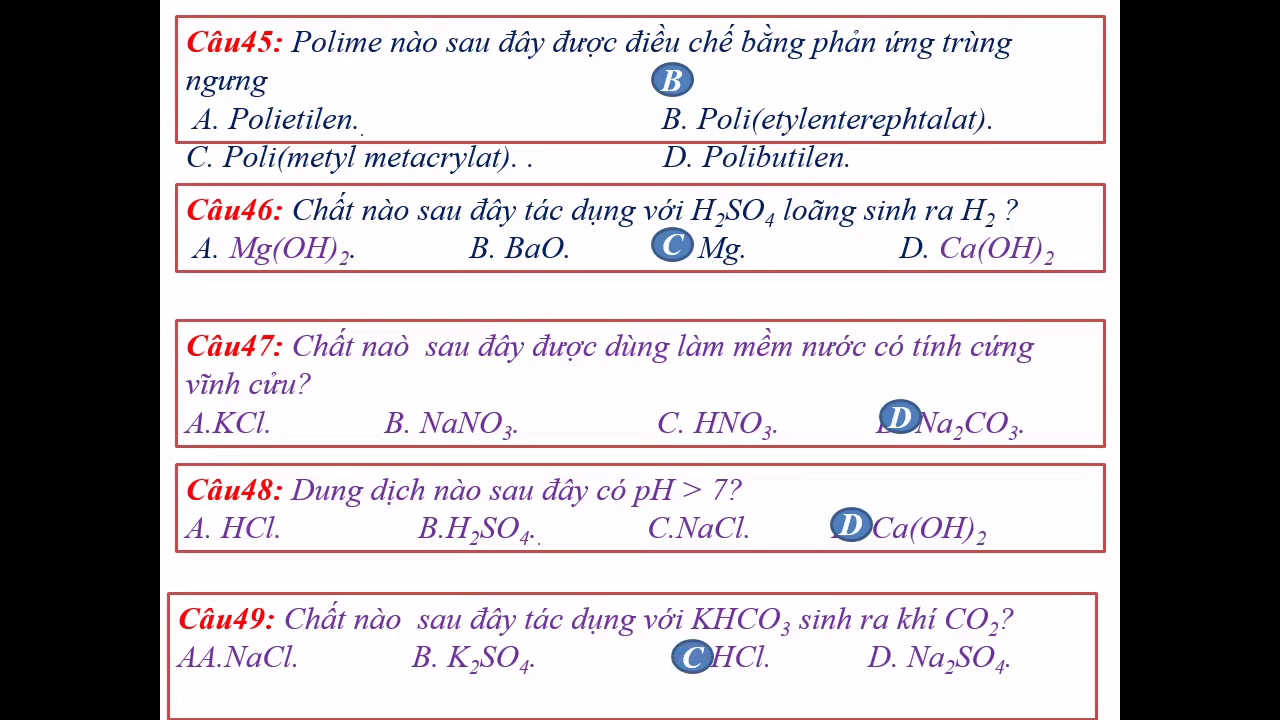 Câu45: Polime nào sau đây được điều chế bằng phản ứng trùng
ngưng
B
A. Polietilen. B. Poli(etylenterephtalat).
C. Poli(metyl metacrylat). . D. Polibutilen.
Câu46: Chất nào sau đây tác dụng với H₂SO₄ loãng sinh ra H₂ ?
A. Mg(OH)₂. B. BaO. C Mg. D. Ca(OH)₂
Câu47: Chất naò sau đây được dùng làm mềm nước có tính cứng
vĩnh cửu?
A.KCl. B. NaNO₃. C. HNO₃. D Na₂CO₃.
Câu48: Dung dịch nào sau đây có pH > 7?
A. HCl. B.H₂SO₄. C.NaCl. D Ca(OH)₂
Câu49: Chất nào sau đây tác dụng với KHCO₃ sinh ra khí CO₂?
AA.NaCl. B. K₂SO₄. C HCl. D. Na₂SO₄.